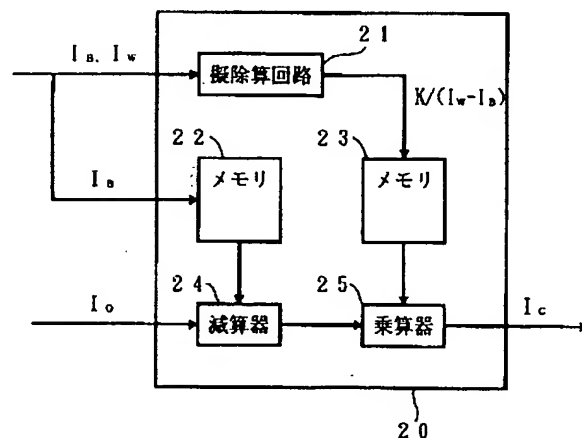 ２１
I_B、I_W
擬除算回路
K/(I_W-I_B)
２２
２３
I_B
メモリ
メモリ
２４
２５
I_O
減算器
乗算器
I_C
２０